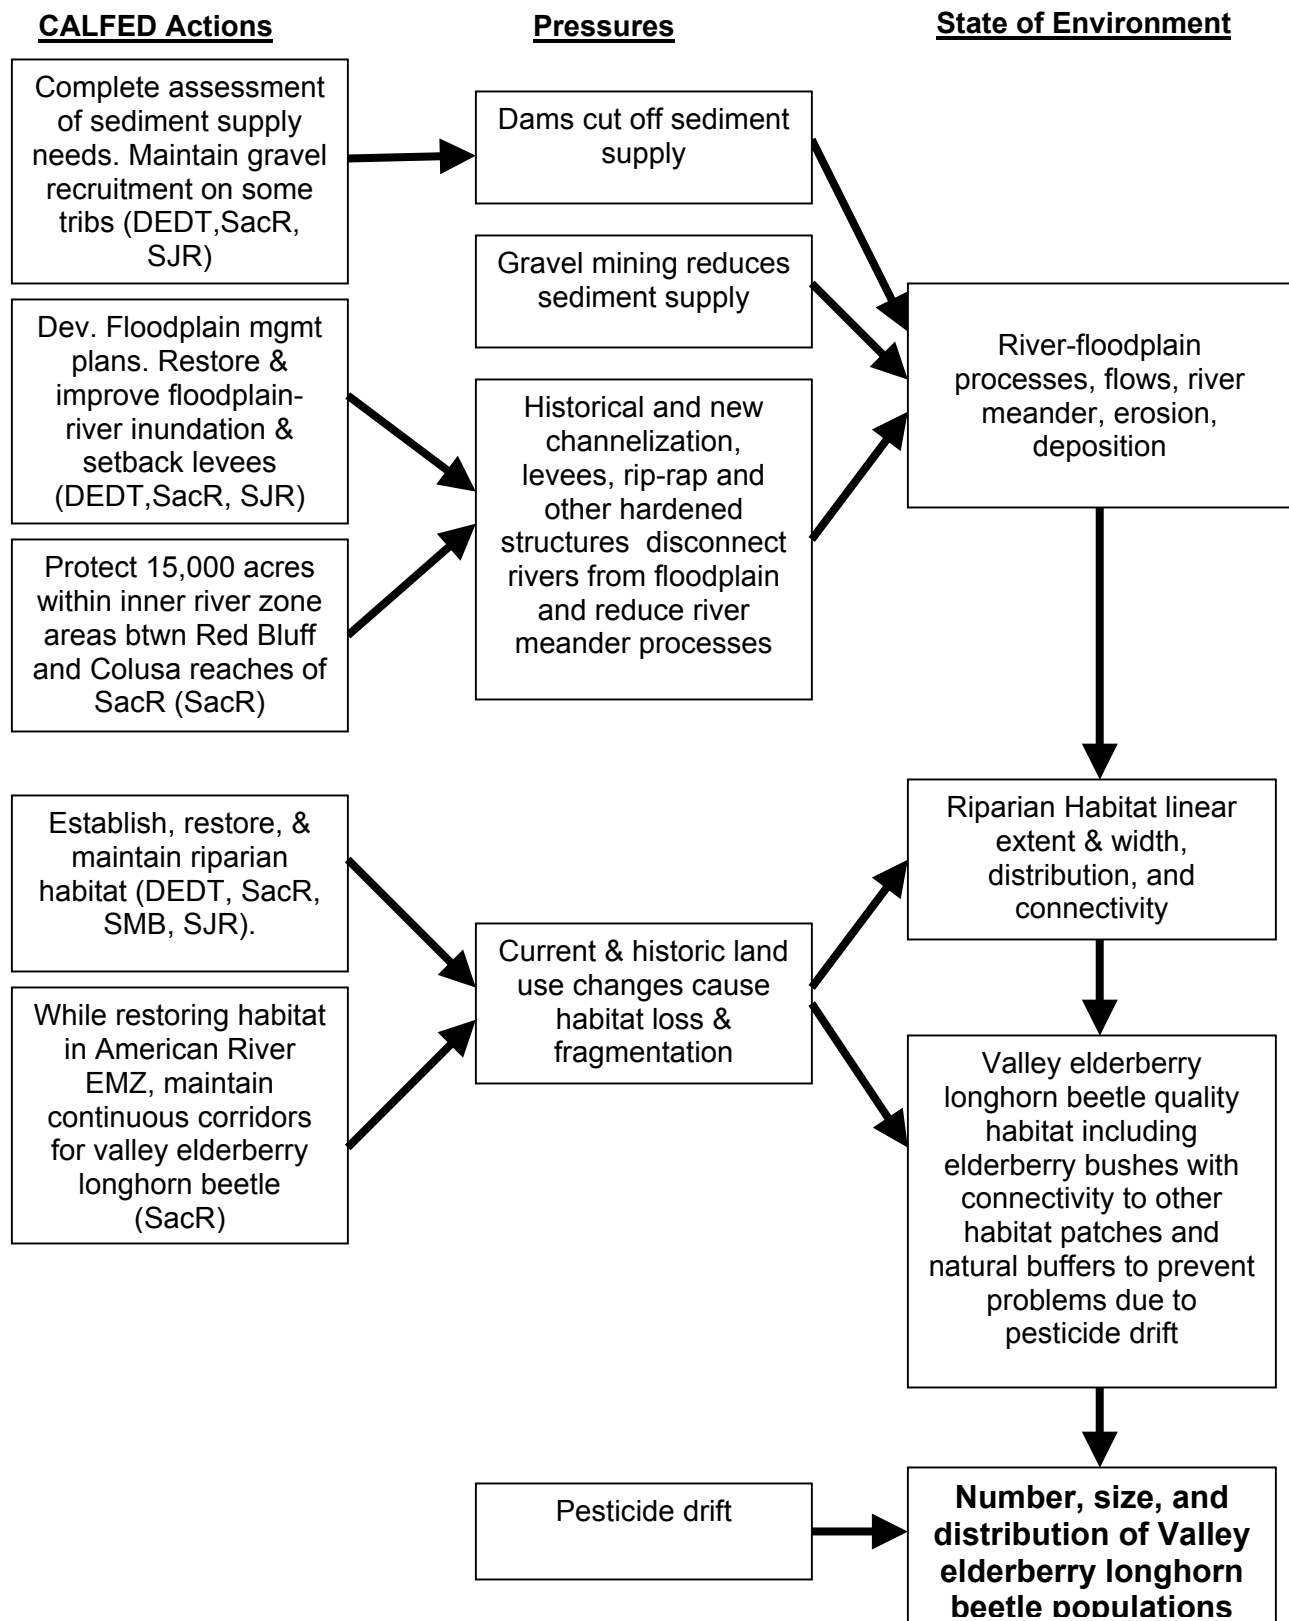 CALFED Actions
Pressures
State of Environment
Complete assessment
of sediment supply
needs. Maintain gravel
recruitment on some
tribs (DEDT,SacR,
SJR)
Dams cut off sediment
supply
Gravel mining reduces
sediment supply
Dev. Floodplain mgmt
plans. Restore &
improve floodplain-
river inundation &
setback levees
(DEDT,SacR, SJR)
Historical and new
channelization,
levees, rip-rap and
other hardened
structures disconnect
rivers from floodplain
and reduce river
meander processes
River-floodplain
processes, flows, river
meander, erosion,
deposition
Protect 15,000 acres
within inner river zone
areas btwn Red Bluff
and Colusa reaches of
SacR (SacR)
Establish, restore, &
maintain riparian
habitat (DEDT, SacR,
SMB, SJR).
Riparian Habitat linear
extent & width,
distribution, and
connectivity
Current & historic land
use changes cause
habitat loss &
fragmentation
While restoring habitat
in American River
EMZ, maintain
continuous corridors
for valley elderberry
longhorn beetle
(SacR)
Valley elderberry
longhorn beetle quality
habitat including
elderberry bushes with
connectivity to other
habitat patches and
natural buffers to prevent
problems due to
pesticide drift
Pesticide drift
Number, size, and
distribution of Valley
elderberry longhorn
beetle populations